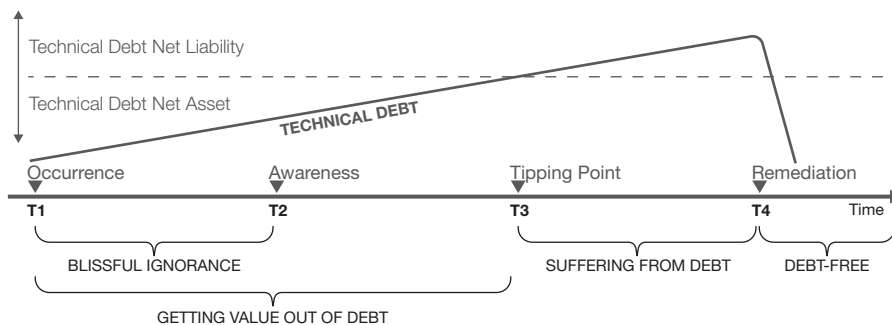 Technical Debt Net Liability
Technical Debt Net Asset
TECHNICAL DEBT
Occurrence
Awareness
Tipping Point
Remediation
T1
T2
T3
T4
Time
BLISSFUL IGNORANCE
SUFFERING FROM DEBT
DEBT-FREE
GETTING VALUE OUT OF DEBT